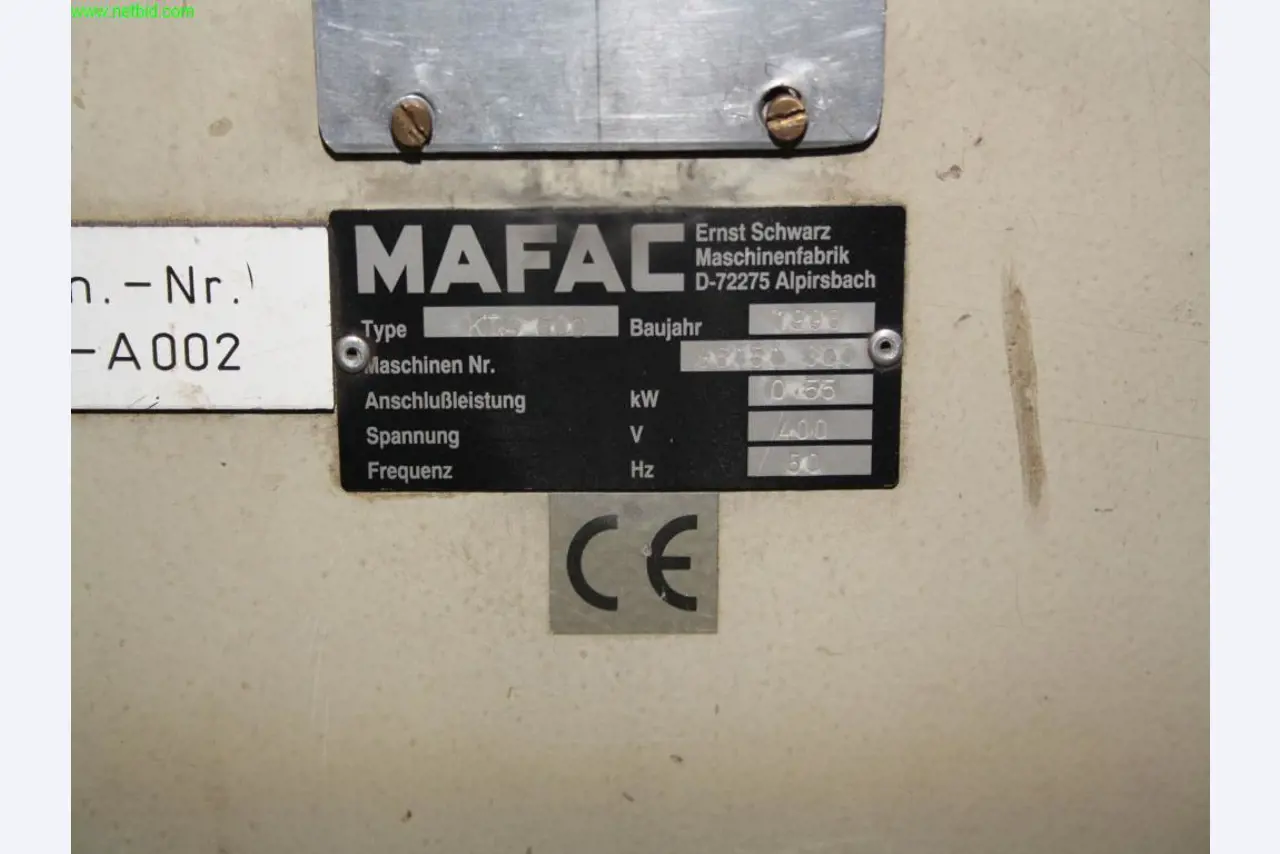 www.netbid.com
n.-Nr.
-A002
MAFAC
Ernst Schwarz
Maschinenfabrik
D-72275 Alpirsbach
Type
Baujahr
Maschinen Nr.
Anschlußleistung kW 0.55
Spannung V 400
Frequenz Hz 50
CE